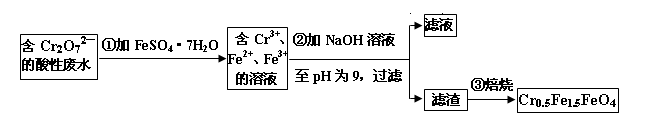 含 Cr₂O₇²⁻
的酸性废水
①加 FeSO₄·7H₂O
含 Cr³⁺、
Fe²⁺、Fe³⁺
的溶液
②加 NaOH 溶液
至 pH 为 9，过滤
滤液
滤渣
③焙烧
Cr₀.₅Fe₁.₅FeO₄